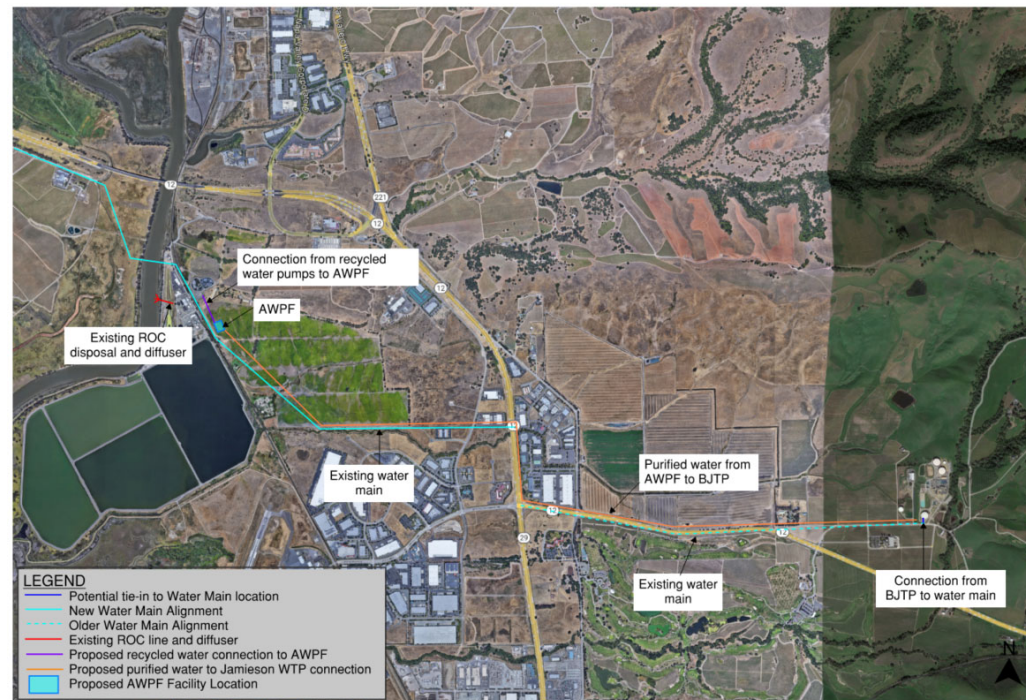 12
221
12
12
Connection from recycled
water pumps to AWPF
AWPF
Existing ROC
disposal and diffuser
12
Existing water
main
Purified water from
AWPF to BJTP
12
12
29
Existing water
main
Connection from
BJTP to water main
LEGEND
Potential tie-in to Water Main location
New Water Main Alignment
Older Water Main Alignment
Existing ROC line and diffuser
Proposed recycled water connection to AWPF
Proposed purified water to Jamieson WTP connection
Proposed AWPF Facility Location
N